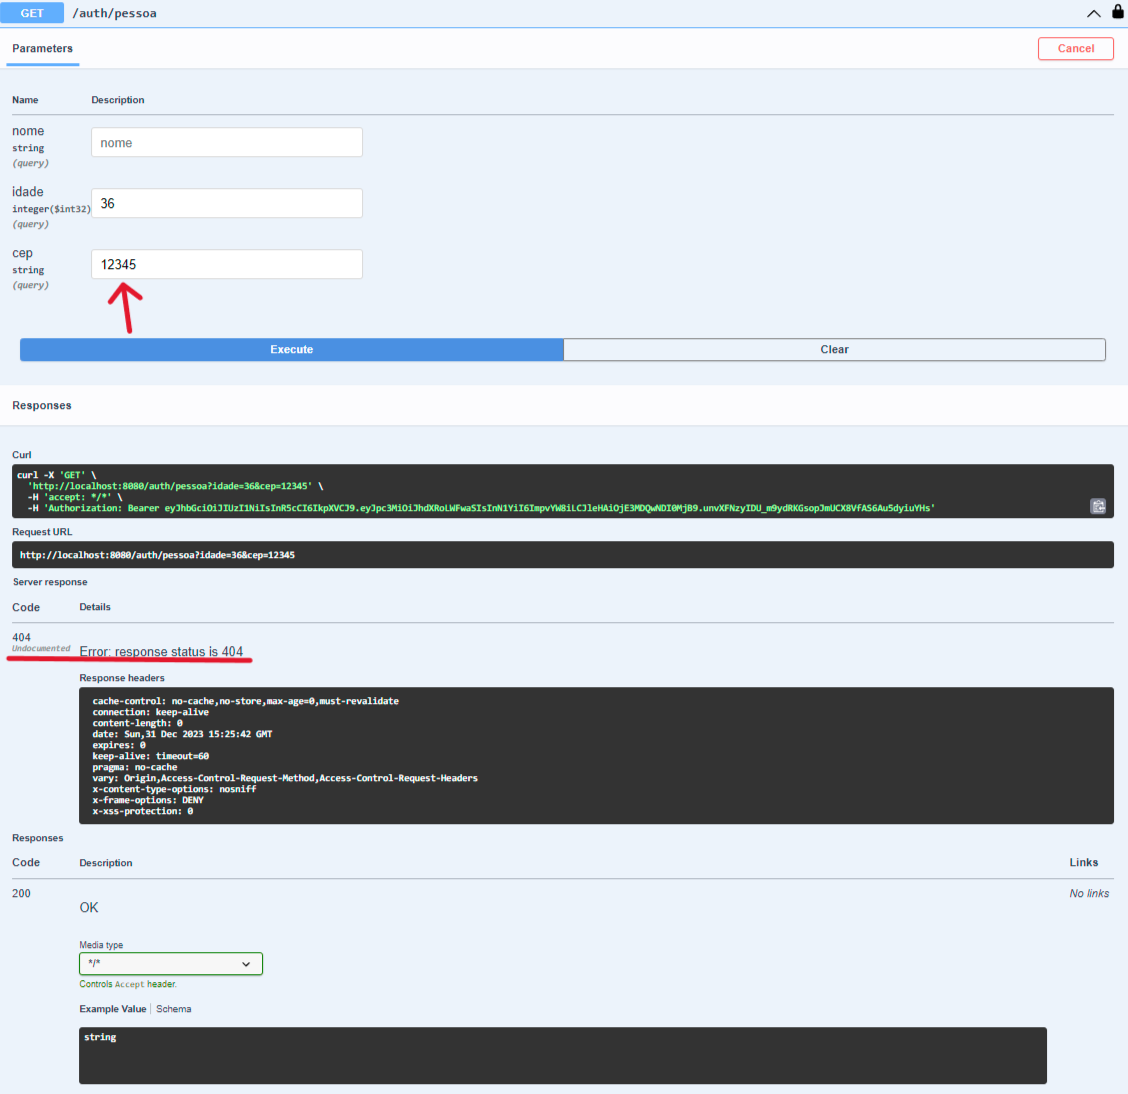 GET /auth/pessoa
Parameters
Cancel
Name Description
nome
string
(query)
nome
idade
integer($int32)
(query)
36
cep
string
(query)
12345
Execute
Clear
Responses
Curl
curl -X 'GET' \
'http://localhost:8080/auth/pessoa?idade=36&cep=12345' \
-H 'accept: */*' \
-H 'Authorization: Bearer
Request URL
http://localhost:8080/auth/pessoa?idade=36&cep=12345
Server response
Code Details
404
Undocumented
Error: response status is 404
Response headers
cache-control: no-cache,no-store,max-age=0,must-revalidate
connection: keep-alive
content-length: 0
date: Sun,31 Dec 2023 15:25:42 GMT
expires: 0
keep-alive: timeout=60
pragma: no-cache
vary: Origin,Access-Control-Request-Method,Access-Control-Request-Headers
x-content-type-options: nosniff
x-frame-options: DENY
x-xss-protection: 0
Responses
Code Description Links
200
OK
No links
Media type
*/*
Controls Accept header.
Example Value Schema
string